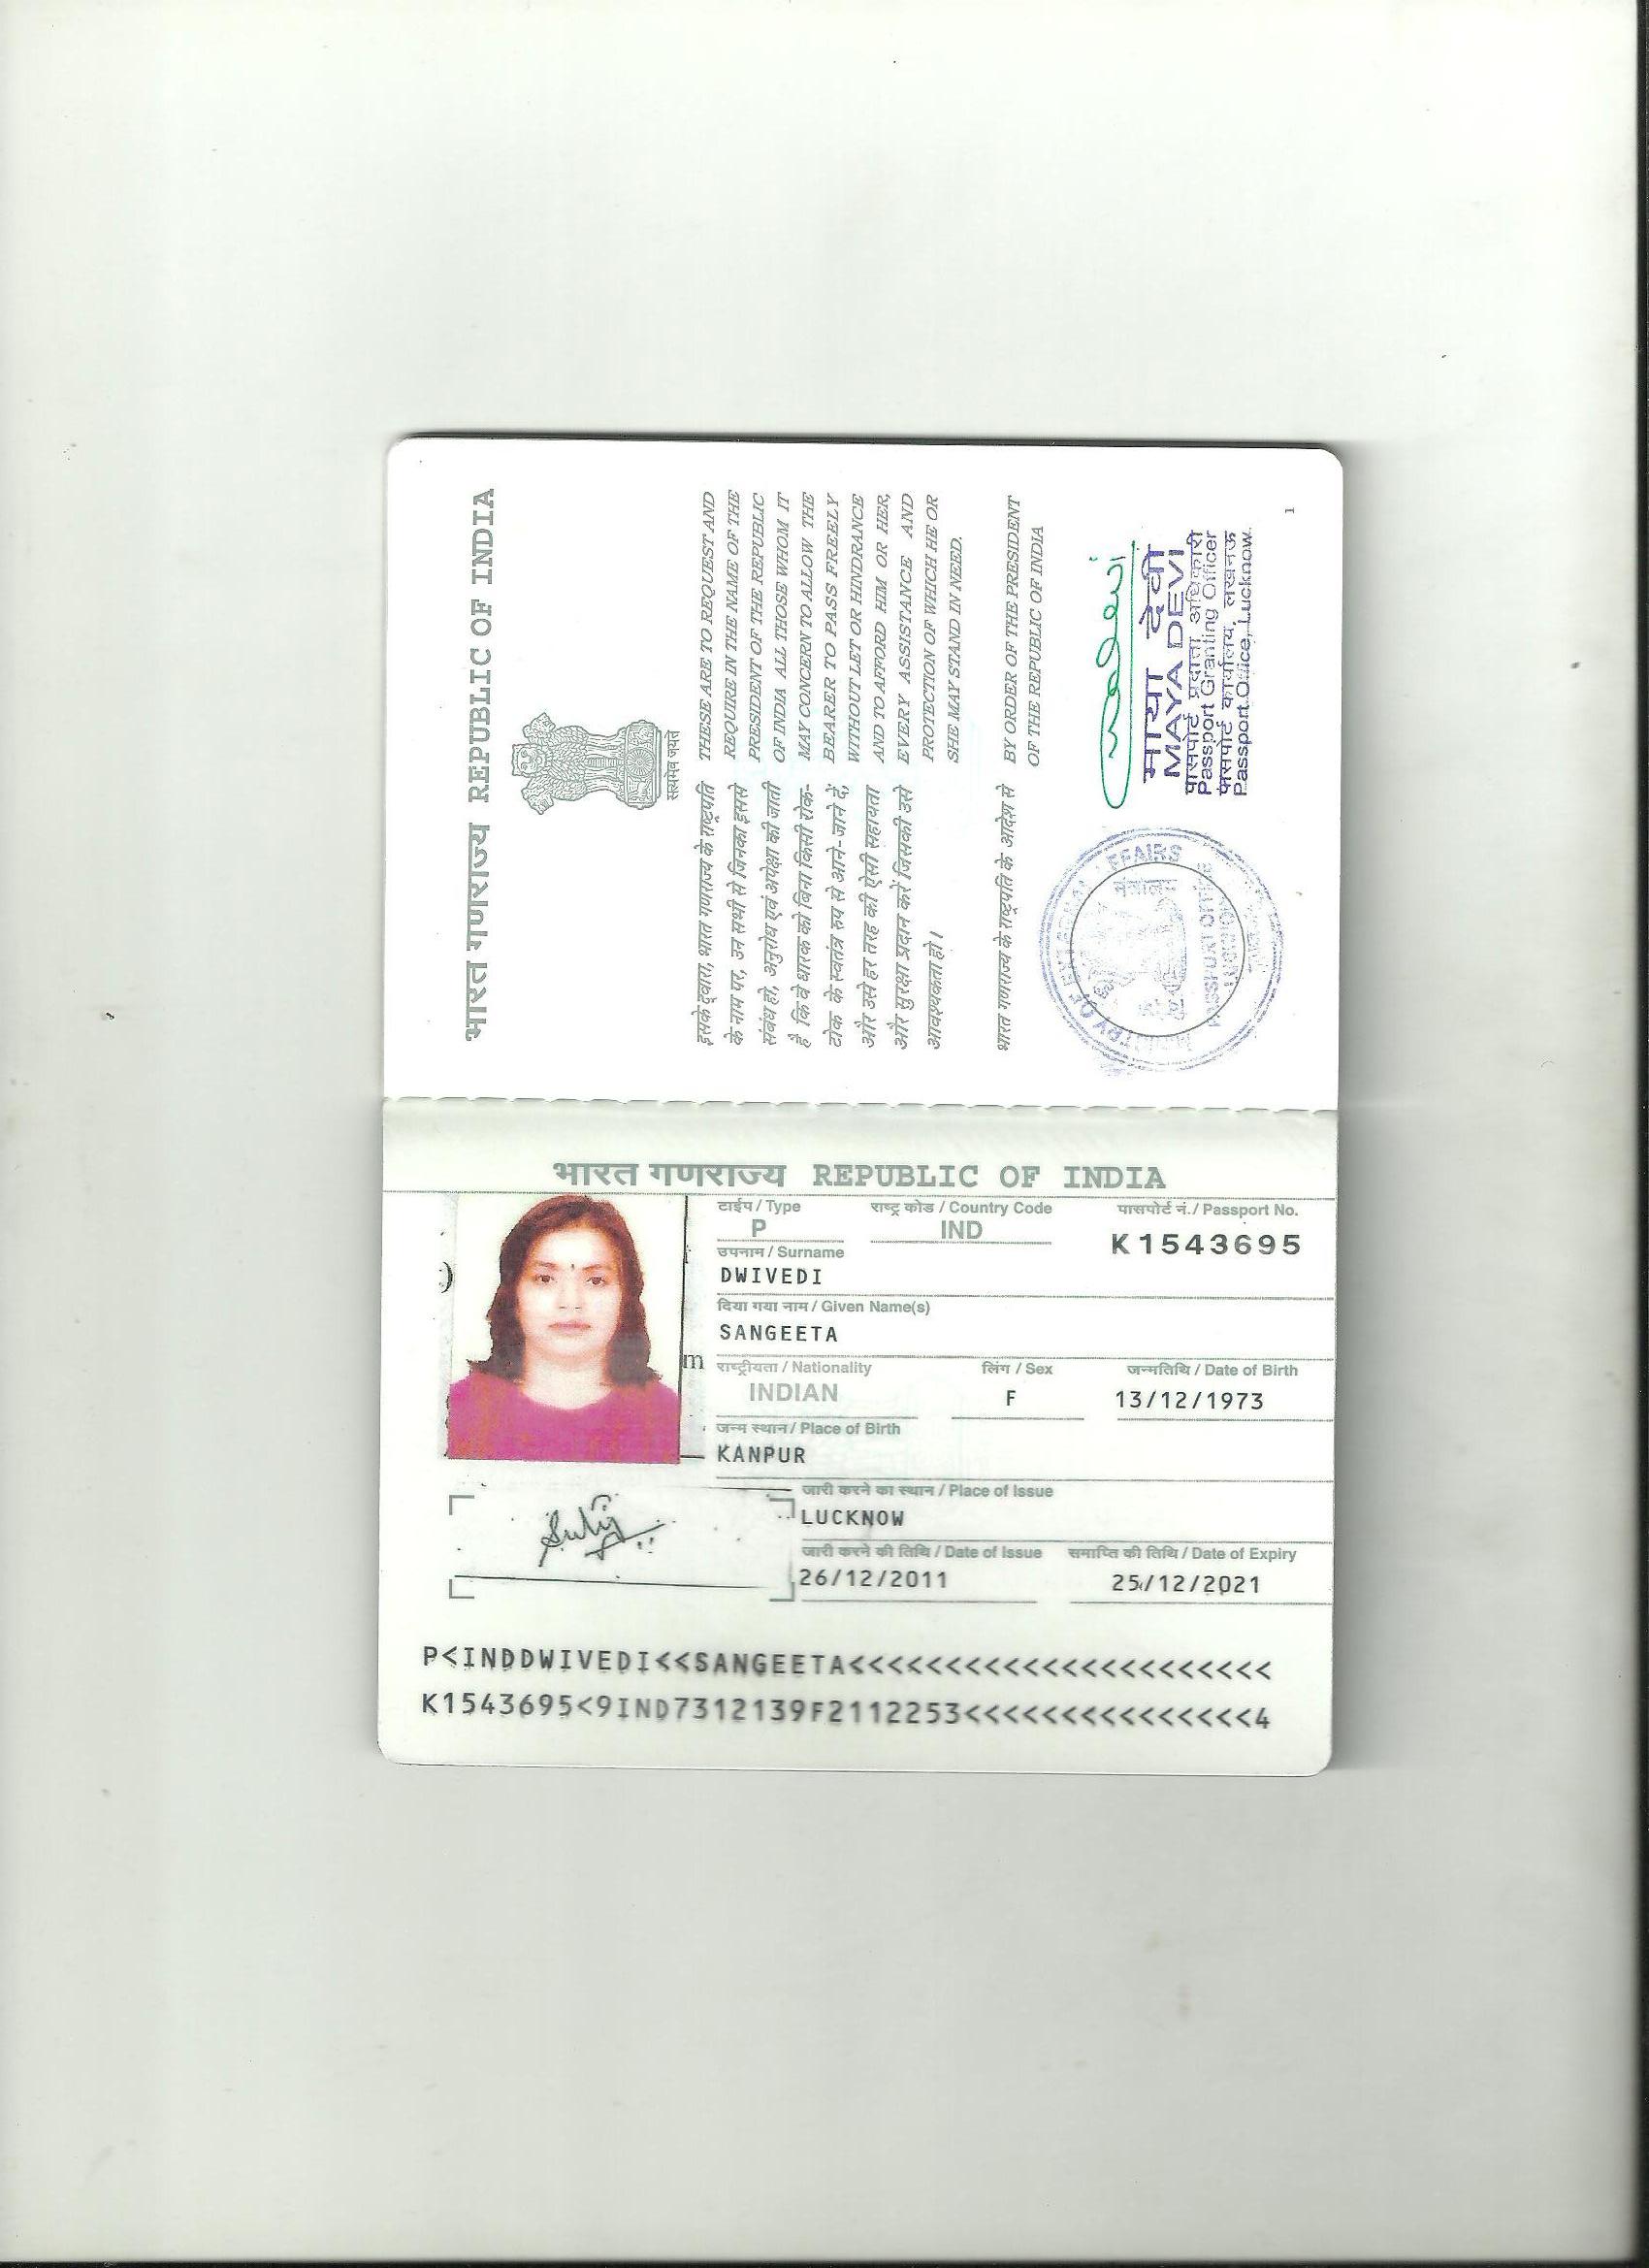 भारत गणराज्य REPUBLIC OF INDIA
सत्यमेव जयते
इसके द्वारा, भारत गणराज्य के राष्ट्रपति
के नाम पर, उन सभी से जिनका इससे
संबंध हो, अनुरोध एवं अपेक्षा की जाती
है कि वे धारक को बिना किसी रोक-
टोक के स्वतंत्र रूप से आने-जाने दें,
और उसे हर तरह की ऐसी सहायता
और सुरक्षा प्रदान करें जिसकी उसे
आवश्यकता हो।
THESE ARE TO REQUEST AND
REQUIRE IN THE NAME OF THE
PRESIDENT OF THE REPUBLIC
OF INDIA ALL THOSE WHOM IT
MAY CONCERN TO ALLOW THE
BEARER TO PASS FREELY
WITHOUT LET OR HINDRANCE
AND TO AFFORD HIM OR HER,
EVERY ASSISTANCE AND
PROTECTION OF WHICH HE OR
SHE MAY STAND IN NEED.
भारत गणराज्य के राष्ट्रपति के आदेश से
BY ORDER OF THE PRESIDENT
OF THE REPUBLIC OF INDIA
माया देवी
MAYA DEVI
पासपोर्ट प्रदाता अधिकारी
Passport Granting Officer
पासपोर्ट कार्यालय, लखनऊ
Passport Office, Lucknow.
1
भारत गणराज्य REPUBLIC OF INDIA
टाईप / Type राष्ट्र कोड / Country Code पासपोर्ट नं. / Passport No.
P IND K1543695
उपनाम / Surname
DWIVEDI
दिया गया नाम / Given Name(s)
SANGEETA
राष्ट्रीयता / Nationality लिंग / Sex जन्मतिथि / Date of Birth
INDIAN F 13/12/1973
जन्म स्थान / Place of Birth
KANPUR
जारी करने का स्थान / Place of Issue
LUCKNOW
जारी करने की तिथि / Date of Issue समाप्ति की तिथि / Date of Expiry
26/12/2011 25/12/2021
P<INDDWIVEDI<<SANGEETA<<<<<<<<<<<<<<<<<<<<<<
K1543695<9IND7312139F2112253<<<<<<<<<<<<<<<4